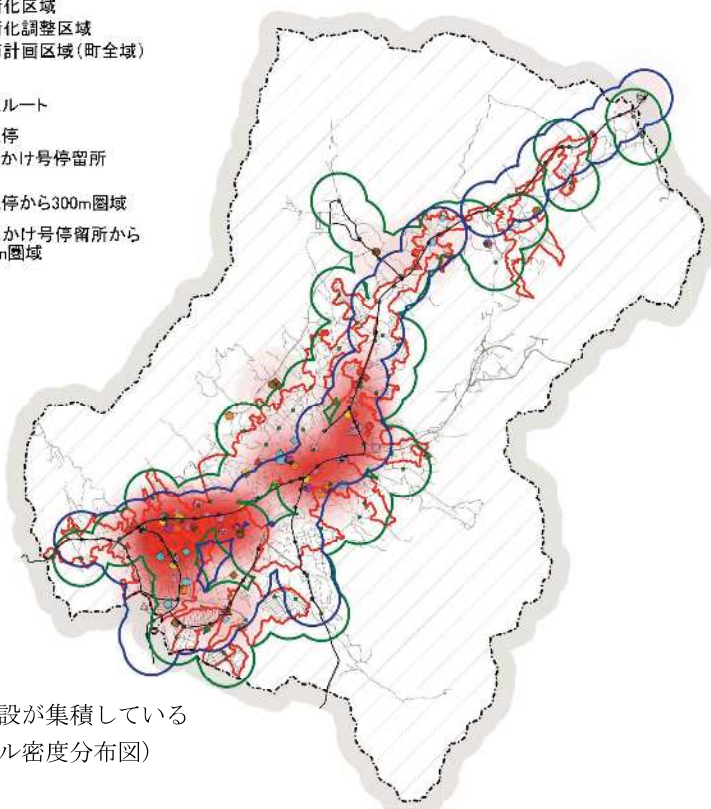 化区域
化調整区域
計画区域(町全域)
ルート
停
かけ号停留所
停から300m圏域
かけ号停留所から
m圏域
設が集積している
ル密度分布図)